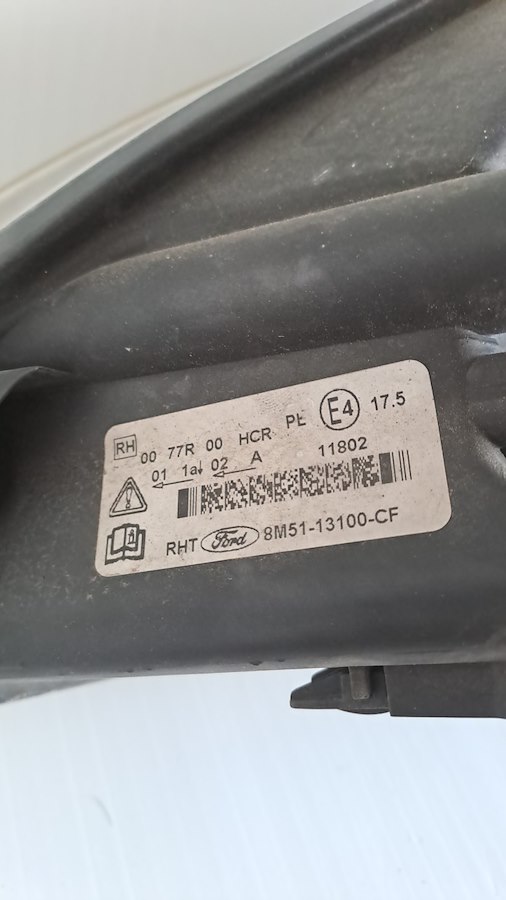 RH 00 77R 00 HCR PL E4 17.5
01 1a 02 A 11802
RHT Ford 8M51-13100-CF